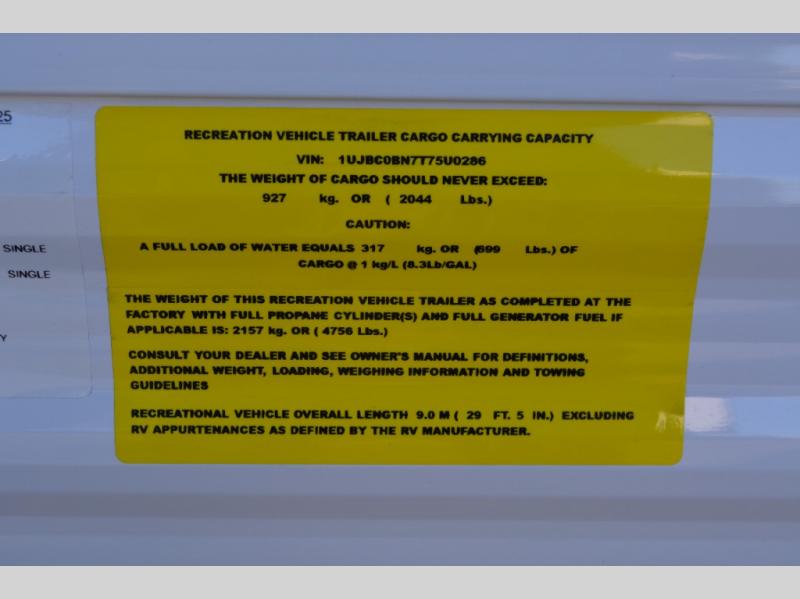 25
SINGLE
SINGLE
Y
RECREATION VEHICLE TRAILER CARGO CARRYING CAPACITY
VIN: 1UJBC0BN7T75U0286
THE WEIGHT OF CARGO SHOULD NEVER EXCEED:
927 kg. OR ( 2044 Lbs.)
CAUTION:
A FULL LOAD OF WATER EQUALS 317 kg. OR (699 Lbs.) OF
CARGO @ 1 kg/L (8.3Lb/GAL)
THE WEIGHT OF THIS RECREATION VEHICLE TRAILER AS COMPLETED AT THE
FACTORY WITH FULL PROPANE CYLINDER(S) AND FULL GENERATOR FUEL IF
APPLICABLE IS: 2157 kg. OR ( 4756 Lbs.)
CONSULT YOUR DEALER AND SEE OWNER'S MANUAL FOR DEFINITIONS,
ADDITIONAL WEIGHT, LOADING, WEIGHING INFORMATION AND TOWING
GUIDELINES
RECREATIONAL VEHICLE OVERALL LENGTH 9.0 M ( 29 FT. 5 IN.) EXCLUDING
RV APPURTENANCES AS DEFINED BY THE RV MANUFACTURER.